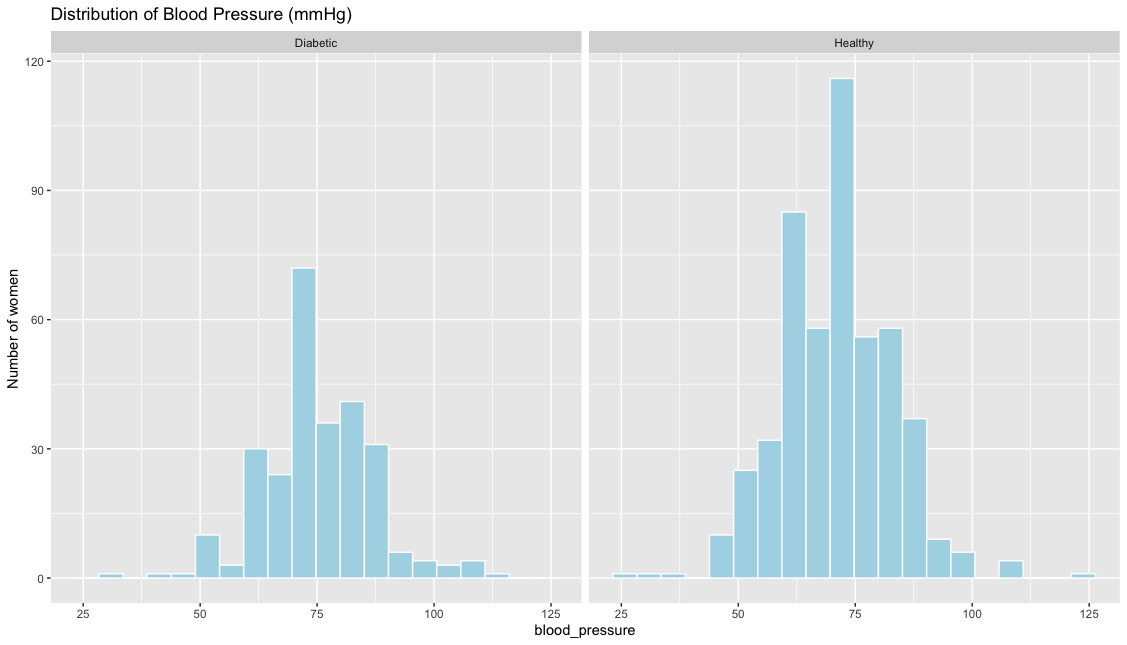 Distribution of Blood Pressure (mmHg)
Diabetic
Healthy
120
90
60
30
0
Number of women
25 50 75 100 125
25 50 75 100 125
blood_pressure